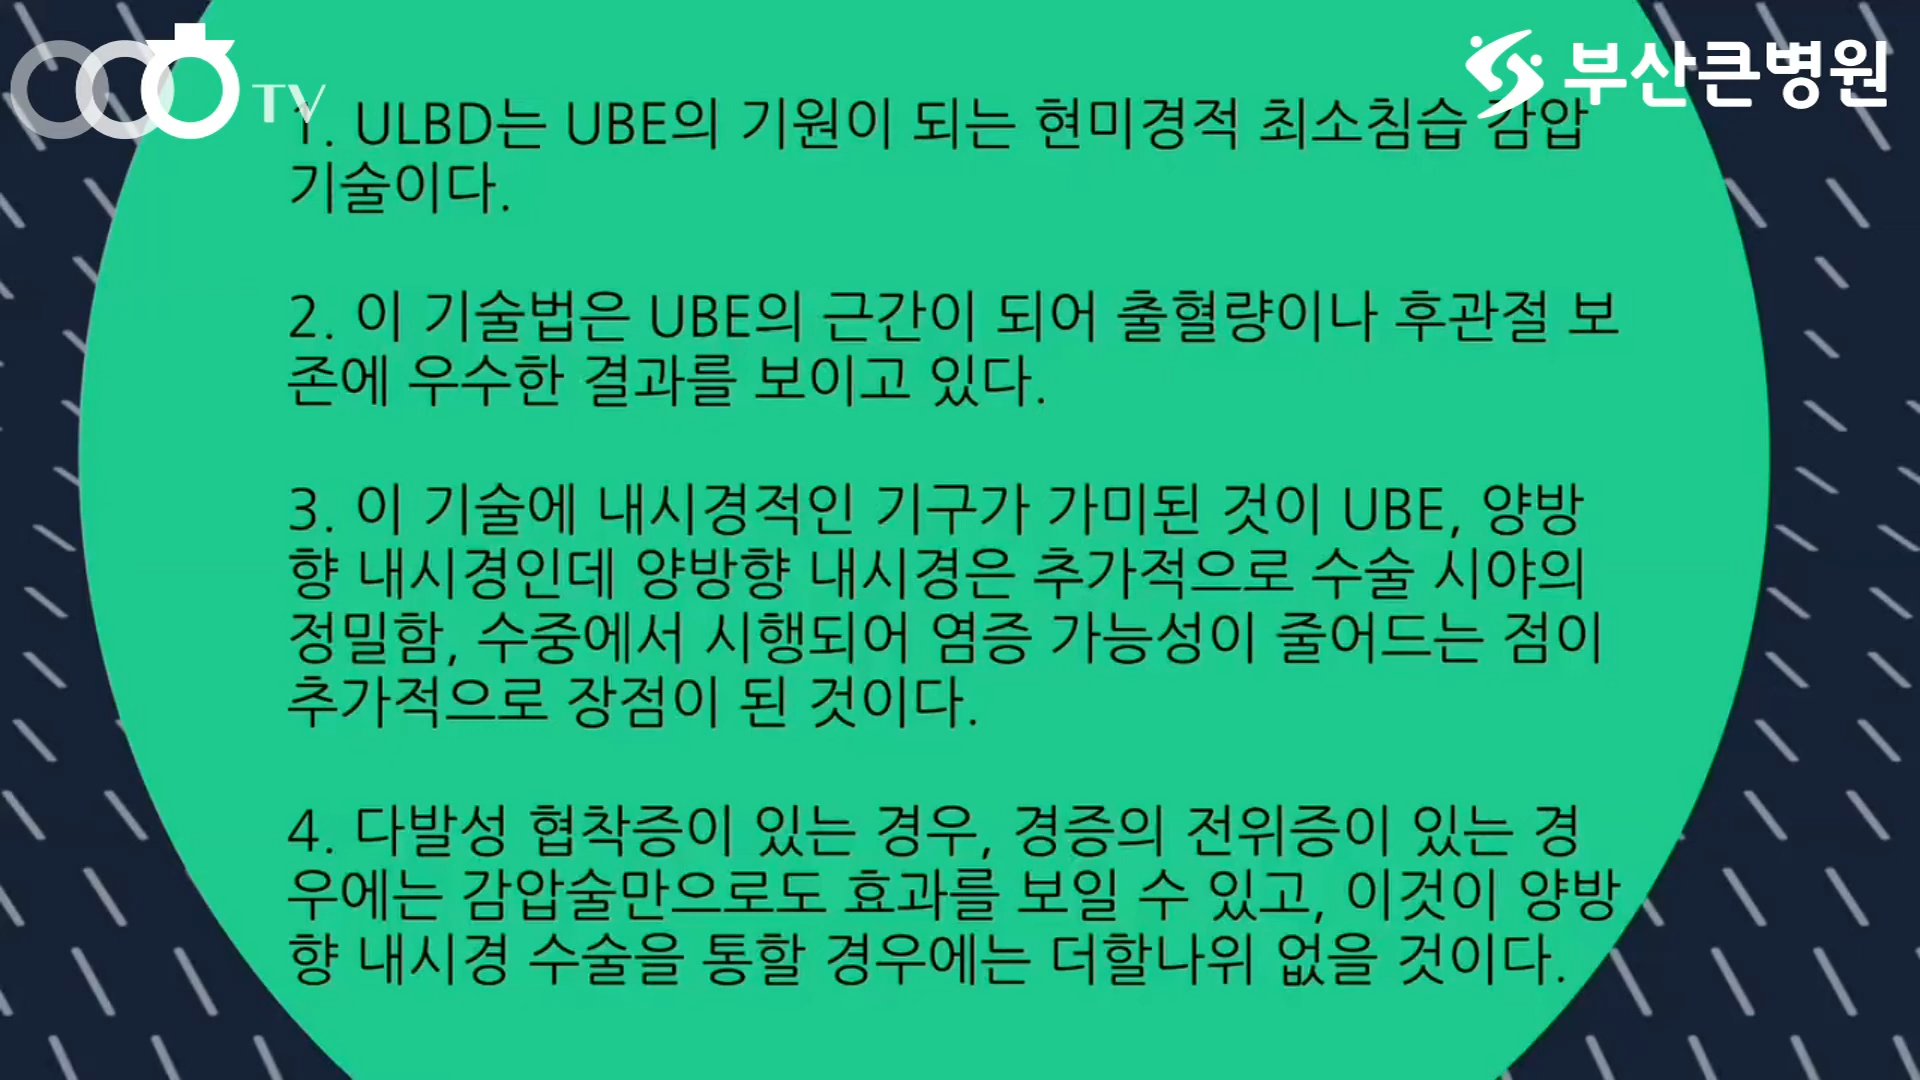 TV
부산큰병원
1. ULBD는 UBE의 기원이 되는 현미경적 최소침습 감압
기술이다.
2. 이 기술법은 UBE의 근간이 되어 출혈량이나 후관절 보
존에 우수한 결과를 보이고 있다.
3. 이 기술에 내시경적인 기구가 가미된 것이 UBE, 양방
향 내시경인데 양방향 내시경은 추가적으로 수술 시야의
정밀함, 수중에서 시행되어 염증 가능성이 줄어드는 점이
추가적으로 장점이 된 것이다.
4. 다발성 협착증이 있는 경우, 경증의 전위증이 있는 경
우에는 감압술만으로도 효과를 보일 수 있고, 이것이 양방
향 내시경 수술을 통할 경우에는 더할나위 없을 것이다.